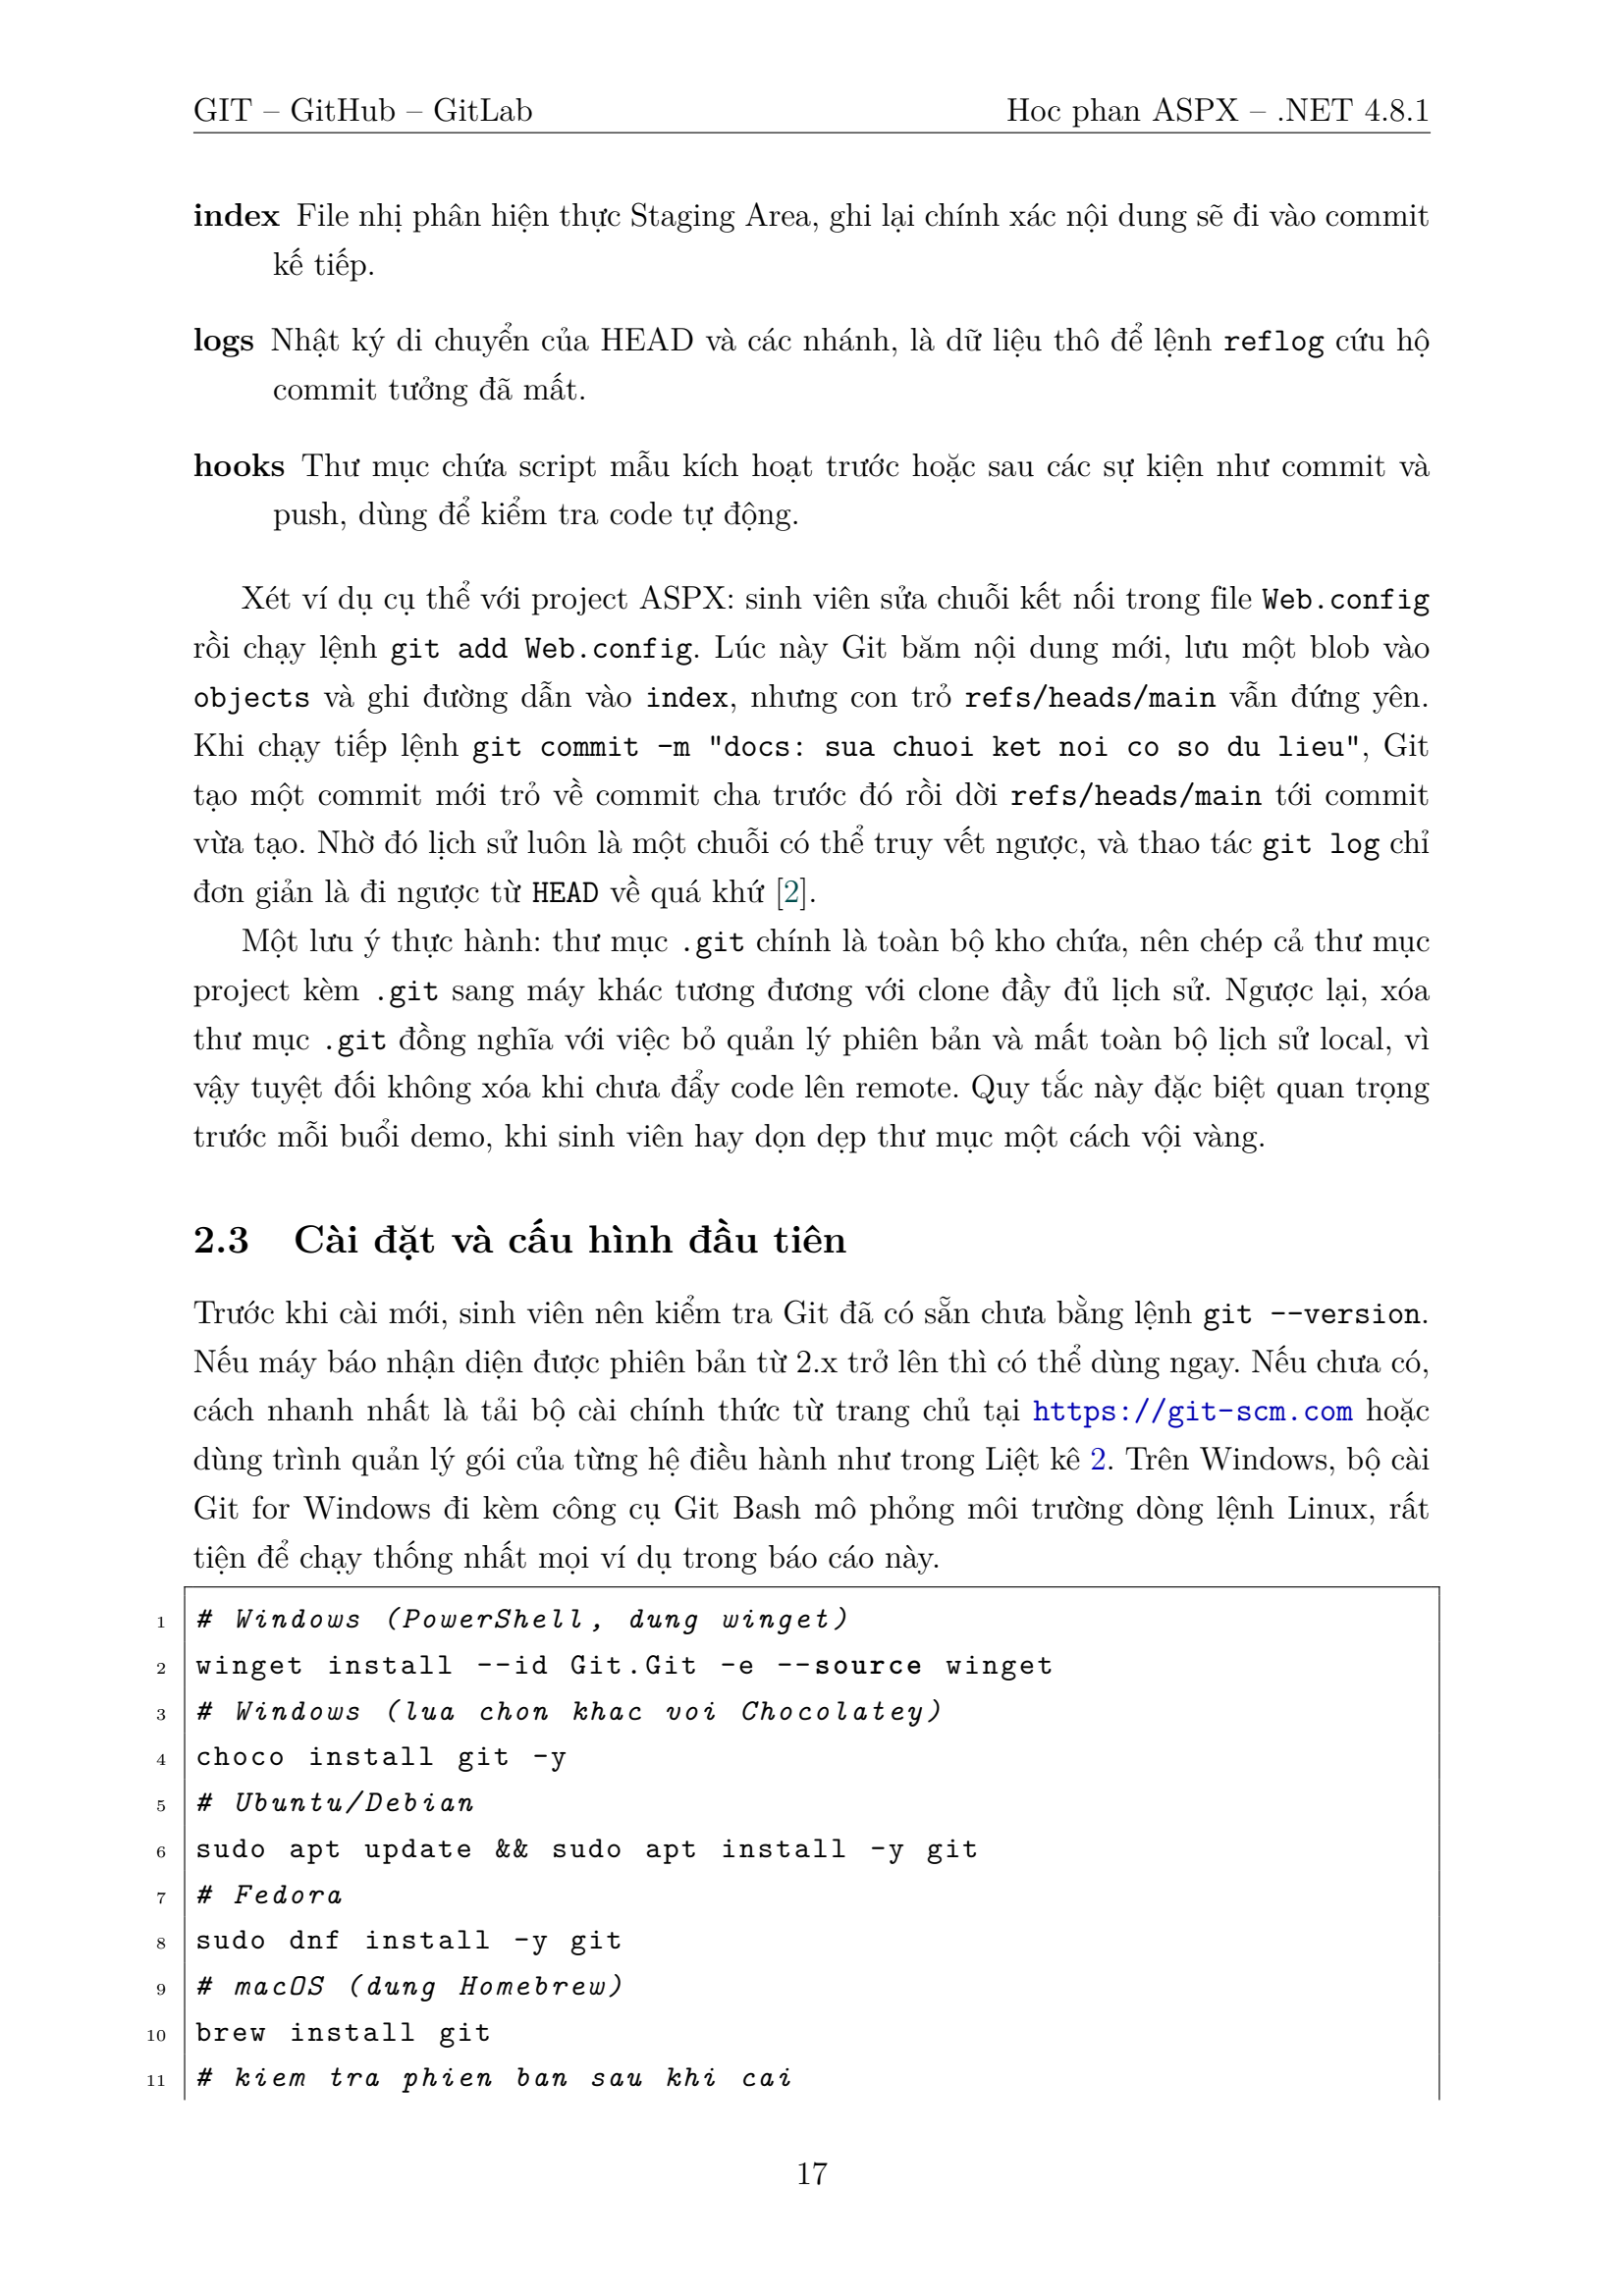 GIT – GitHub – GitLab Hoc phan ASPX – .NET 4.8.1
index File nhị phân hiện thực Staging Area, ghi lại chính xác nội dung sẽ đi vào commit
kế tiếp.
logs Nhật ký di chuyển của HEAD và các nhánh, là dữ liệu thô để lệnh reflog cứu hộ
commit tưởng đã mất.
hooks Thư mục chứa script mẫu kích hoạt trước hoặc sau các sự kiện như commit và
push, dùng để kiểm tra code tự động.
Xét ví dụ cụ thể với project ASPX: sinh viên sửa chuỗi kết nối trong file Web.config
rồi chạy lệnh git add Web.config. Lúc này Git băm nội dung mới, lưu một blob vào
objects và ghi đường dẫn vào index, nhưng con trỏ refs/heads/main vẫn đứng yên.
Khi chạy tiếp lệnh git commit -m "docs: sua chuoi ket noi co so du lieu", Git
tạo một commit mới trỏ về commit cha trước đó rồi dời refs/heads/main tới commit
vừa tạo. Nhờ đó lịch sử luôn là một chuỗi có thể truy vết ngược, và thao tác git log chỉ
đơn giản là đi ngược từ HEAD về quá khứ [2].
Một lưu ý thực hành: thư mục .git chính là toàn bộ kho chứa, nên chép cả thư mục
project kèm .git sang máy khác tương đương với clone đầy đủ lịch sử. Ngược lại, xóa
thư mục .git đồng nghĩa với việc bỏ quản lý phiên bản và mất toàn bộ lịch sử local, vì
vậy tuyệt đối không xóa khi chưa đẩy code lên remote. Quy tắc này đặc biệt quan trọng
trước mỗi buổi demo, khi sinh viên hay dọn dẹp thư mục một cách vội vàng.
2.3 Cài đặt và cấu hình đầu tiên
Trước khi cài mới, sinh viên nên kiểm tra Git đã có sẵn chưa bằng lệnh git --version.
Nếu máy báo nhận diện được phiên bản từ 2.x trở lên thì có thể dùng ngay. Nếu chưa có,
cách nhanh nhất là tải bộ cài chính thức từ trang chủ tại https://git-scm.com hoặc
dùng trình quản lý gói của từng hệ điều hành như trong Liệt kê 2. Trên Windows, bộ cài
Git for Windows đi kèm công cụ Git Bash mô phỏng môi trường dòng lệnh Linux, rất
tiện để chạy thống nhất mọi ví dụ trong báo cáo này.
1 # Windows (PowerShell, dung winget)
2 winget install --id Git.Git -e --source winget
3 # Windows (lua chon khac voi Chocolatey)
4 choco install git -y
5 # Ubuntu/Debian
6 sudo apt update && sudo apt install -y git
7 # Fedora
8 sudo dnf install -y git
9 # macOS (dung Homebrew)
10 brew install git
11 # kiem tra phien ban sau khi cai
17